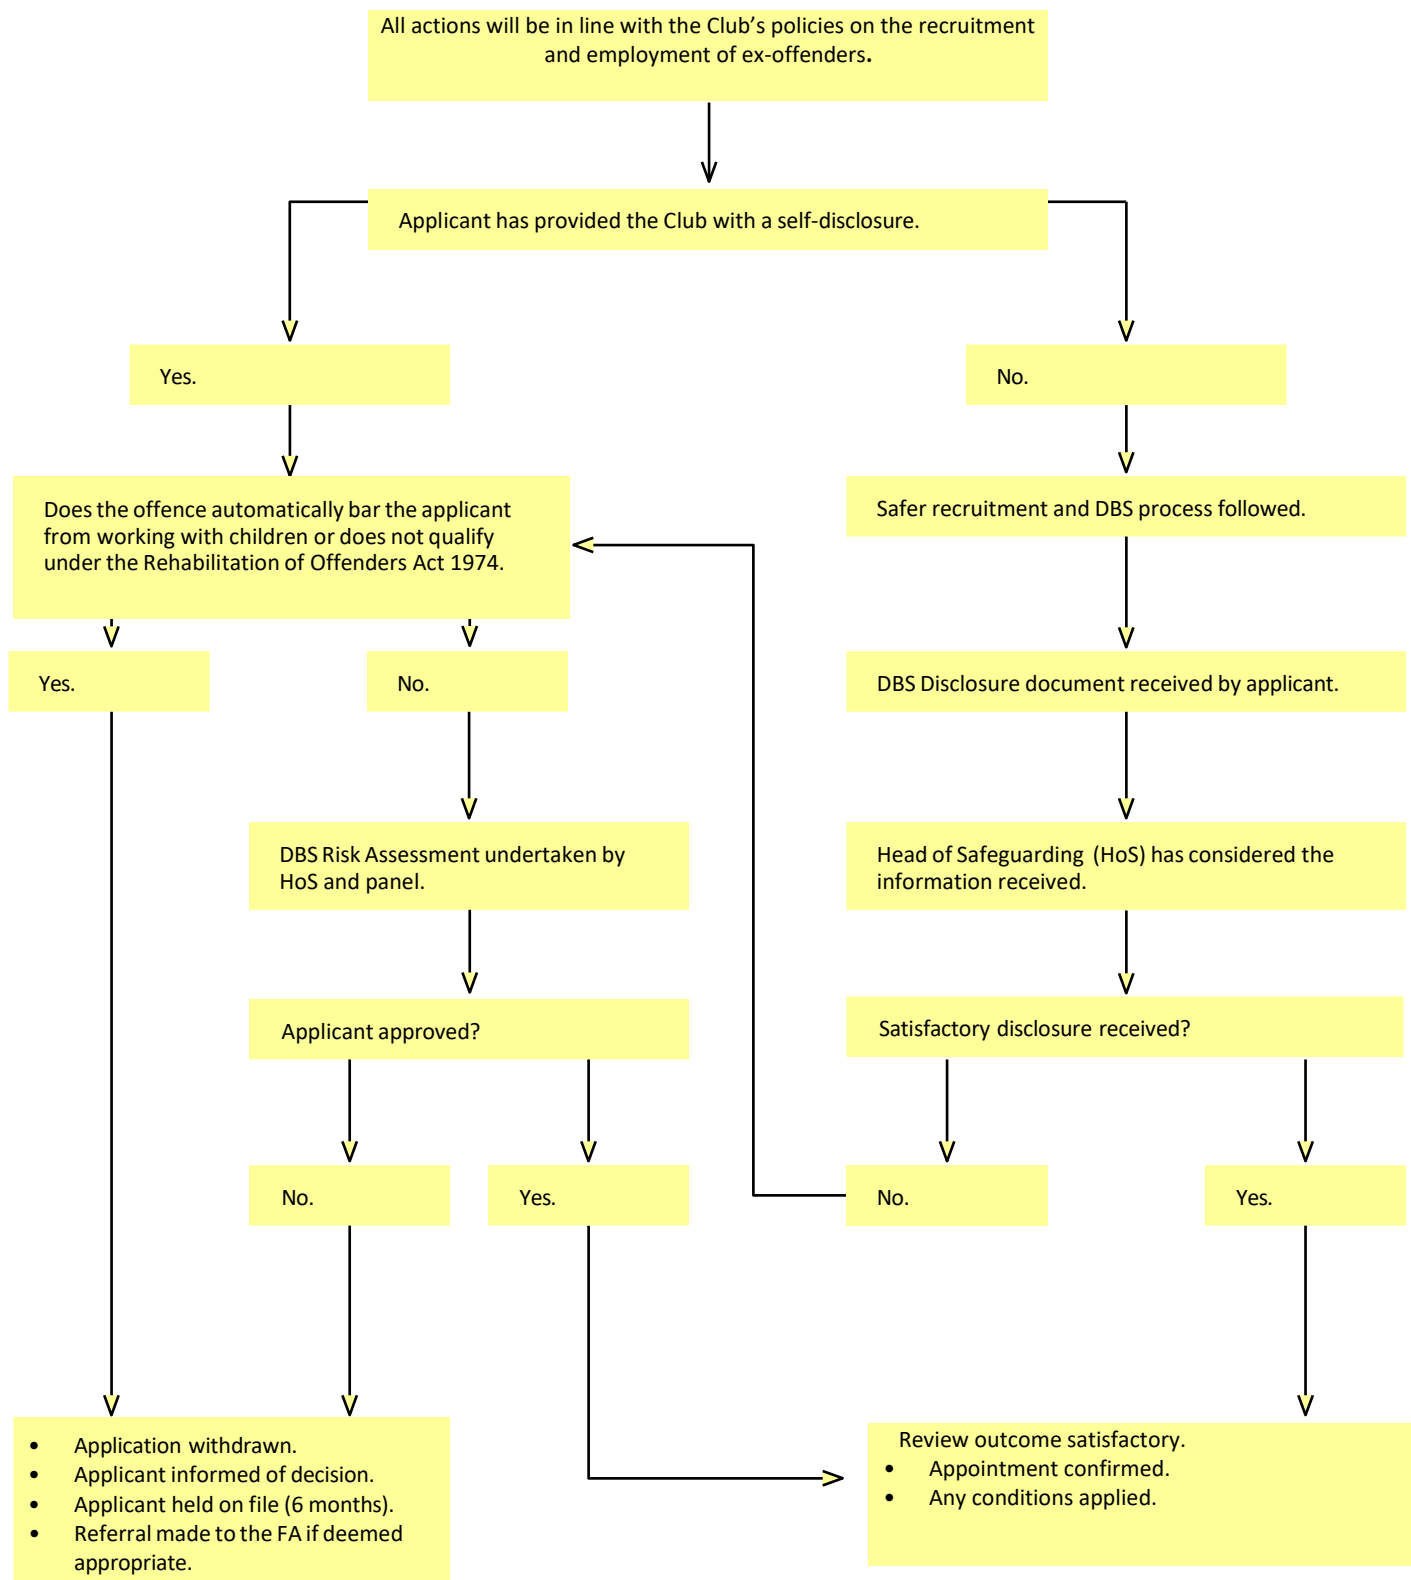 All actions will be in line with the Club’s policies on the recruitment
and employment of ex-offenders.
Applicant has provided the Club with a self-disclosure.
Yes.
No.
Does the offence automatically bar the applicant
from working with children or does not qualify
under the Rehabilitation of Offenders Act 1974.
Safer recruitment and DBS process followed.
Yes.
No.
DBS Disclosure document received by applicant.
DBS Risk Assessment undertaken by
HoS and panel.
Head of Safeguarding (HoS) has considered the
information received.
Applicant approved?
Satisfactory disclosure received?
No.
Yes.
No.
Yes.
• Application withdrawn.
• Applicant informed of decision.
• Applicant held on file (6 months).
• Referral made to the FA if deemed
appropriate.
Review outcome satisfactory.
• Appointment confirmed.
• Any conditions applied.